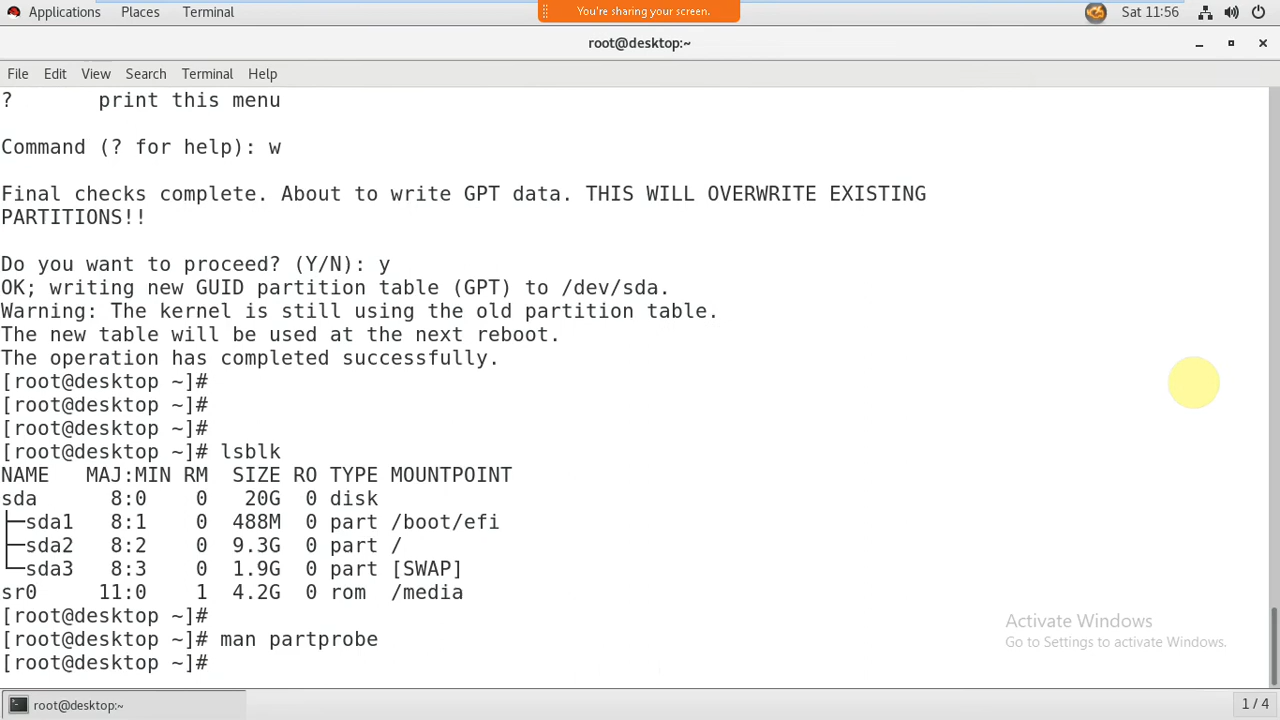 Applications Places Terminal
You're sharing your screen.
Sat 11:56
root@desktop:~
File Edit View Search Terminal Help
? print this menu
Command (? for help): w
Final checks complete. About to write GPT data. THIS WILL OVERWRITE EXISTING
PARTITIONS!!
Do you want to proceed? (Y/N): y
OK; writing new GUID partition table (GPT) to /dev/sda.
Warning: The kernel is still using the old partition table.
The new table will be used at the next reboot.
The operation has completed successfully.
[root@desktop ~]#
[root@desktop ~]#
[root@desktop ~]#
[root@desktop ~]# lsblk
NAME MAJ:MIN RM SIZE RO TYPE MOUNTPOINT
sda 8:0 0 20G 0 disk
├─sda1 8:1 0 488M 0 part /boot/efi
├─sda2 8:2 0 9.3G 0 part /
└─sda3 8:3 0 1.9G 0 part [SWAP]
sr0 11:0 1 4.2G 0 rom /media
[root@desktop ~]#
[root@desktop ~]# man partprobe
[root@desktop ~]#
Activate Windows
Go to Settings to activate Windows.
root@desktop:~
1 / 4